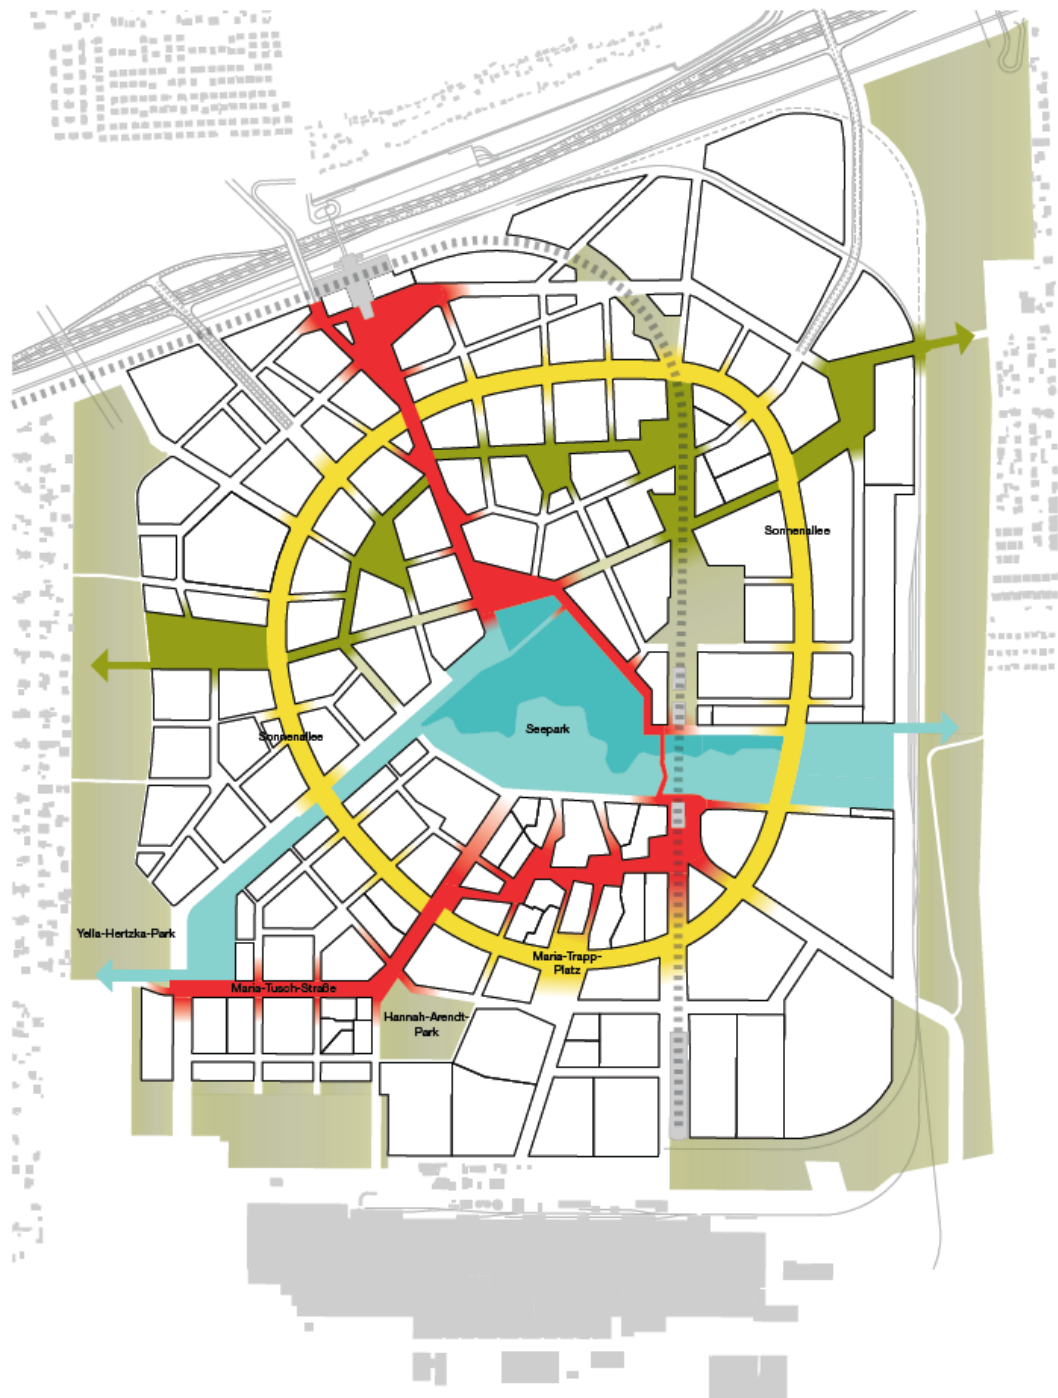 Sonnenallee
Seepark
Sonnenallee
Yella-Hertzka-Park
Maria-Trapp-
Platz
Maria-Tusch-Straße
Hannah-Arendt-
Park